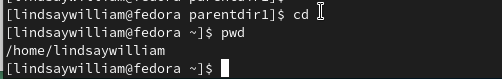 [lindsaywilliam@fedora parentdir1]$ cd
[lindsaywilliam@fedora ~]$ pwd
/home/lindsaywilliam
[lindsaywilliam@fedora ~]$